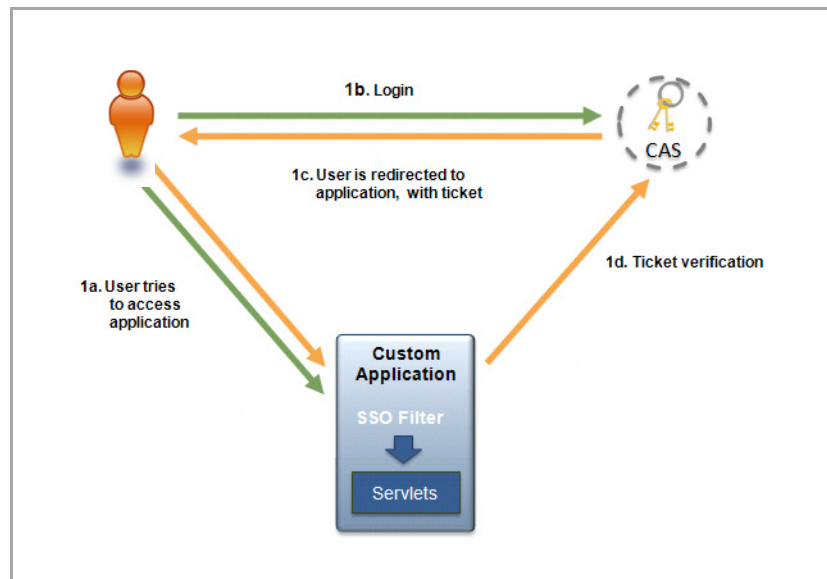 1b. Login
CAS
1c. User is redirected to
application, with ticket
1d. Ticket verification
1a. User tries
to access
application
Custom
Application
SSO Filter
Servlets